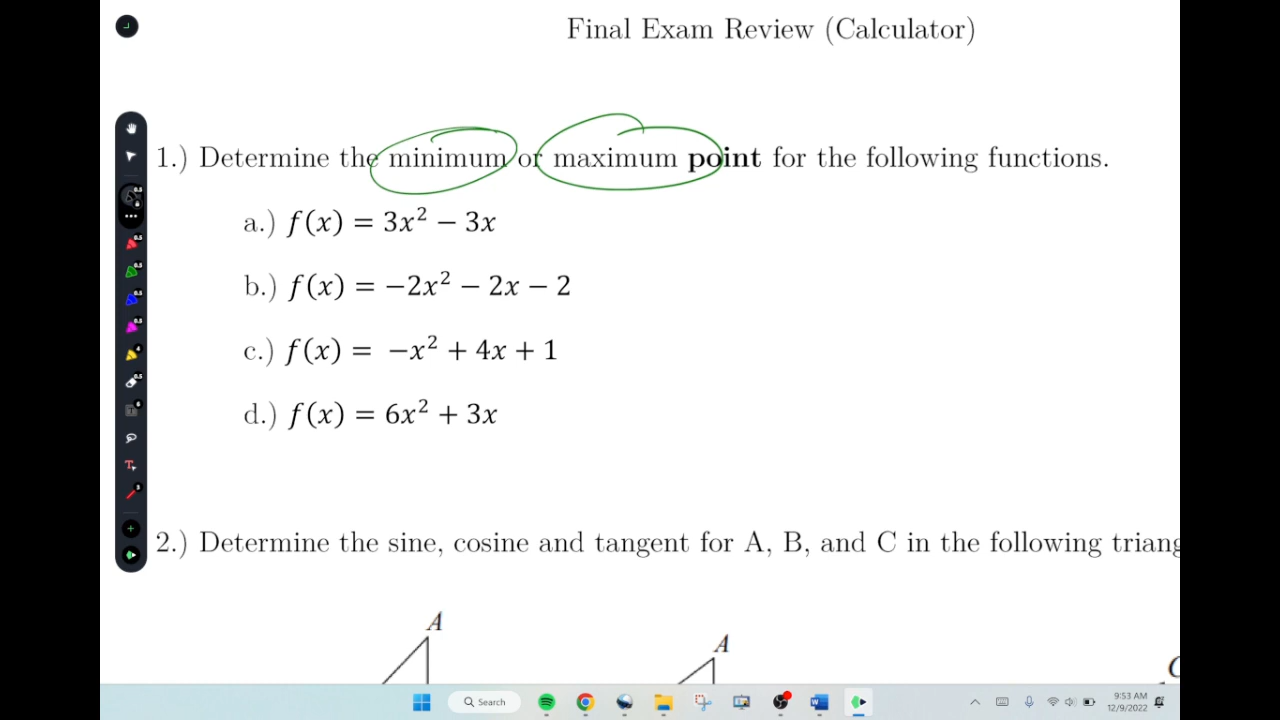 Final Exam Review (Calculator)
1.) Determine the minimum or maximum point for the following functions.
a.) f(x) = 3x² − 3x
b.) f(x) = −2x² − 2x − 2
c.) f(x) = −x² + 4x + 1
d.) f(x) = 6x² + 3x
2.) Determine the sine, cosine and tangent for A, B, and C in the following triang
A
A
C
Search
9:53 AM
12/9/2022